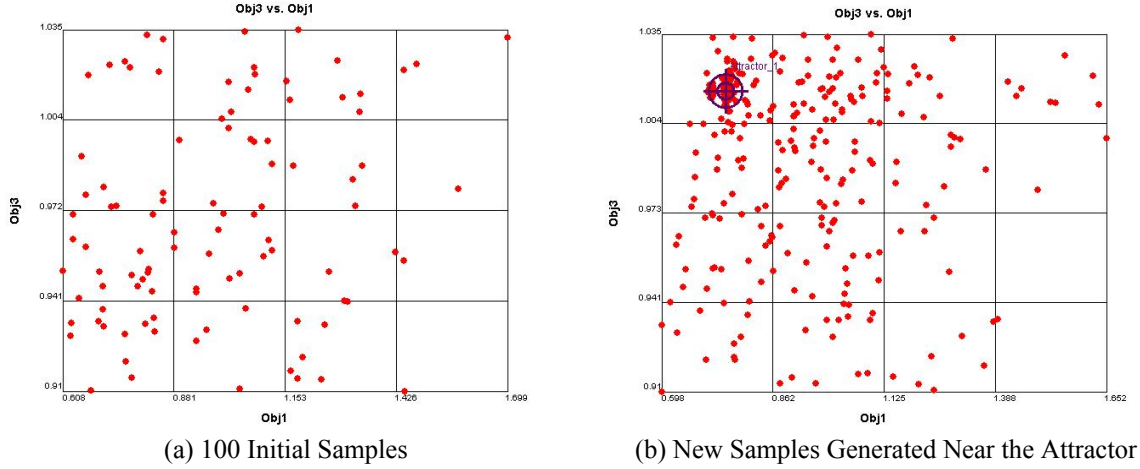 Obj3 vs. Obj1
1.035
1.004
0.972
0.941
0.91
Obj3
0.608
0.881
1.153
1.426
1.699
Obj1
(a) 100 Initial Samples
Obj3 vs. Obj1
1.035
1.004
0.973
0.941
0.91
Obj3
0.598
0.862
1.125
1.388
1.652
Obj1
attractor_1
(b) New Samples Generated Near the Attractor